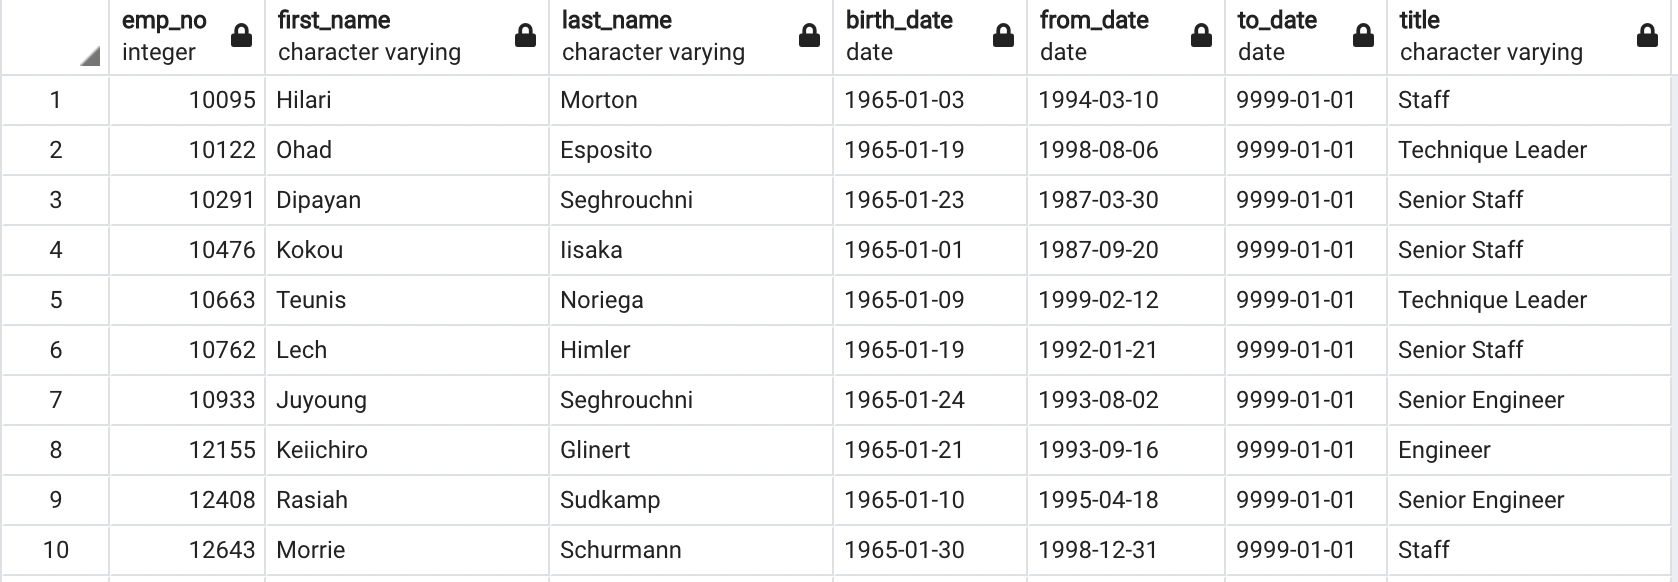 emp_no first_name last_name birth_date from_date to_date title
integer character varying character varying date date date character varying
1 10095 Hilari Morton 1965-01-03 1994-03-10 9999-01-01 Staff
2 10122 Ohad Esposito 1965-01-19 1998-08-06 9999-01-01 Technique Leader
3 10291 Dipayan Seghrouchni 1965-01-23 1987-03-30 9999-01-01 Senior Staff
4 10476 Kokou Iisaka 1965-01-01 1987-09-20 9999-01-01 Senior Staff
5 10663 Teunis Noriega 1965-01-09 1999-02-12 9999-01-01 Technique Leader
6 10762 Lech Himler 1965-01-19 1992-01-21 9999-01-01 Senior Staff
7 10933 Juyoung Seghrouchni 1965-01-24 1993-08-02 9999-01-01 Senior Engineer
8 12155 Keiichiro Glinert 1965-01-21 1993-09-16 9999-01-01 Engineer
9 12408 Rasiah Sudkamp 1965-01-10 1995-04-18 9999-01-01 Senior Engineer
10 12643 Morrie Schurmann 1965-01-30 1998-12-31 9999-01-01 Staff